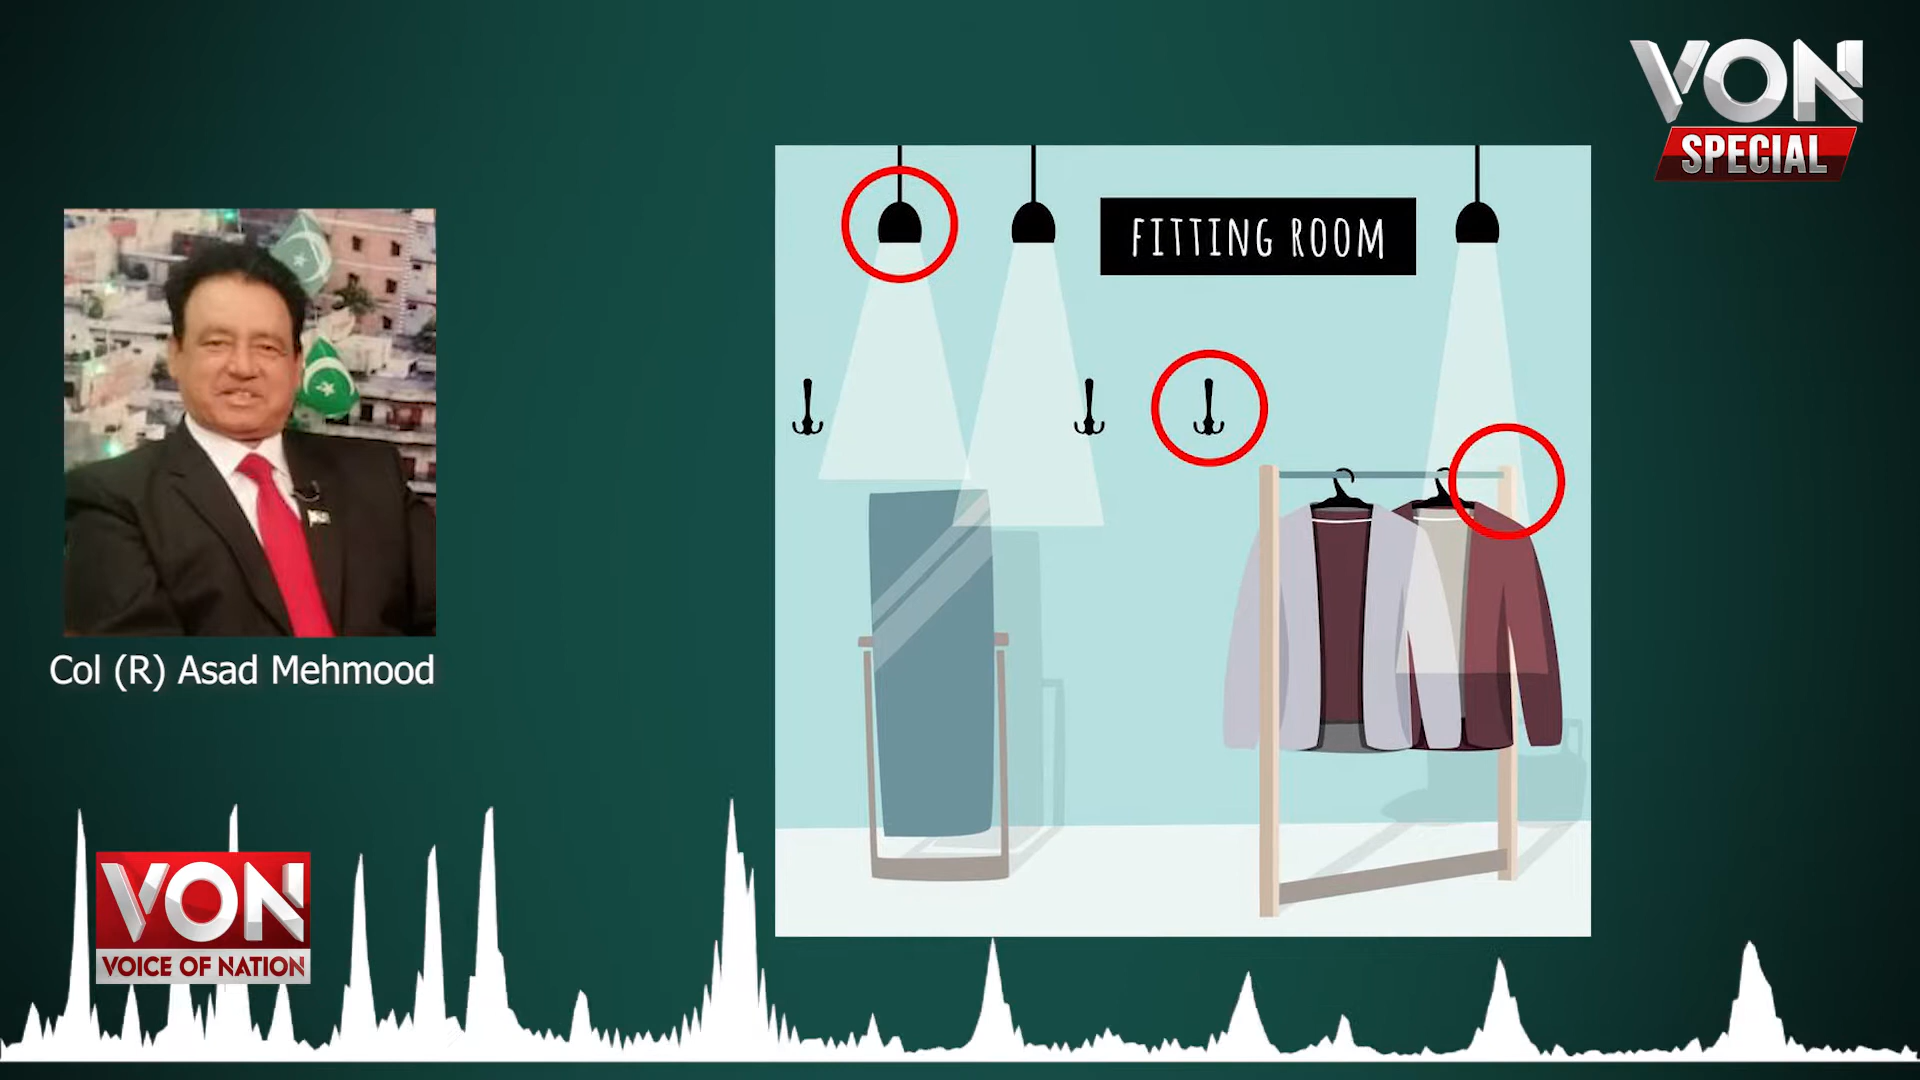 VON
SPECIAL
FITTING ROOM
Col (R) Asad Mehmood
VON
VOICE OF NATION